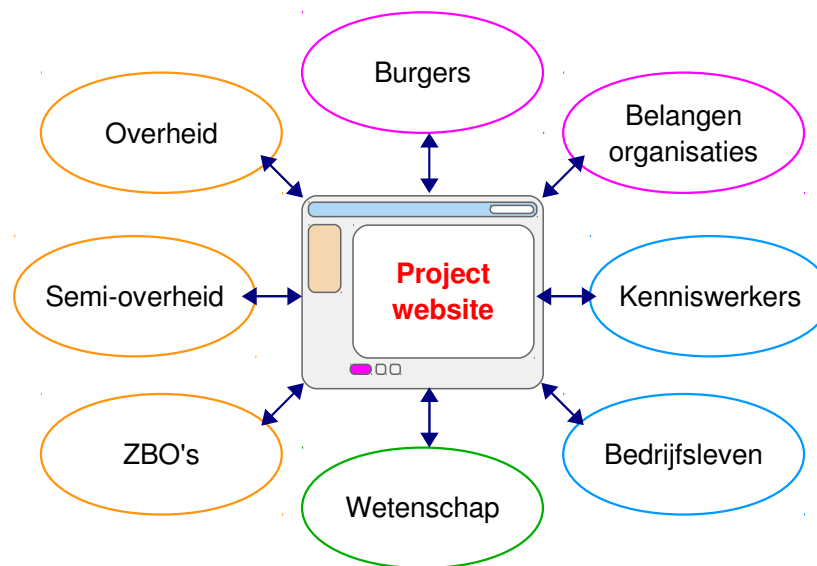 Burgers
Overheid
Belangen
organisaties
Project
website
Semi-overheid
Kenniswerkers
ZBO's
Bedrijfsleven
Wetenschap